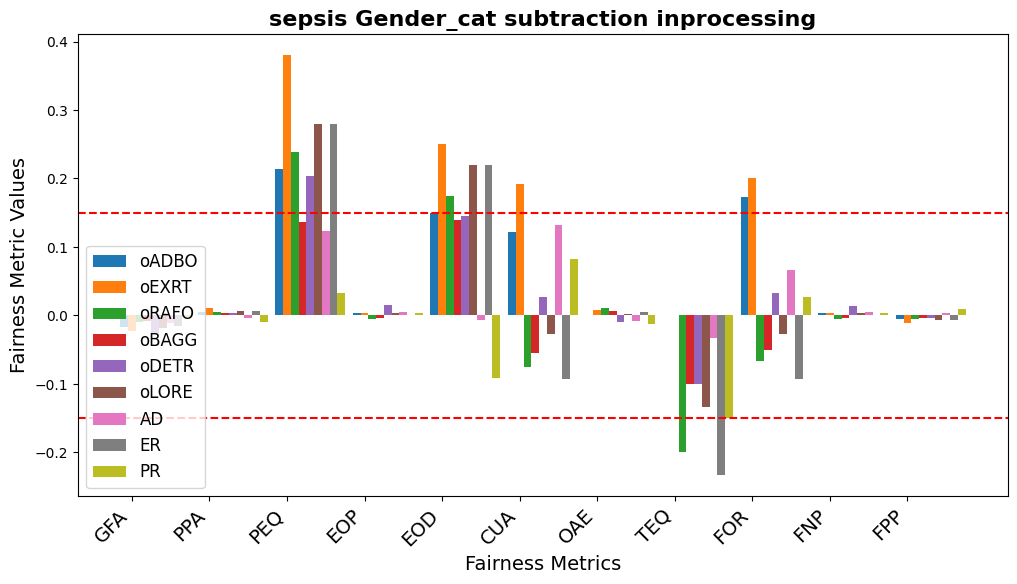 sepsis Gender_cat subtraction inprocessing
Fairness Metric Values
0.4
0.3
0.2
0.1
0.0
−0.1
−0.2
oADBO
oEXRT
oRAFO
oBAGG
oDETR
oLORE
AD
ER
PR
GFA
PPA
PEQ
EOP
EOD
CUA
OAE
TEQ
FOR
FNP
FPP
Fairness Metrics